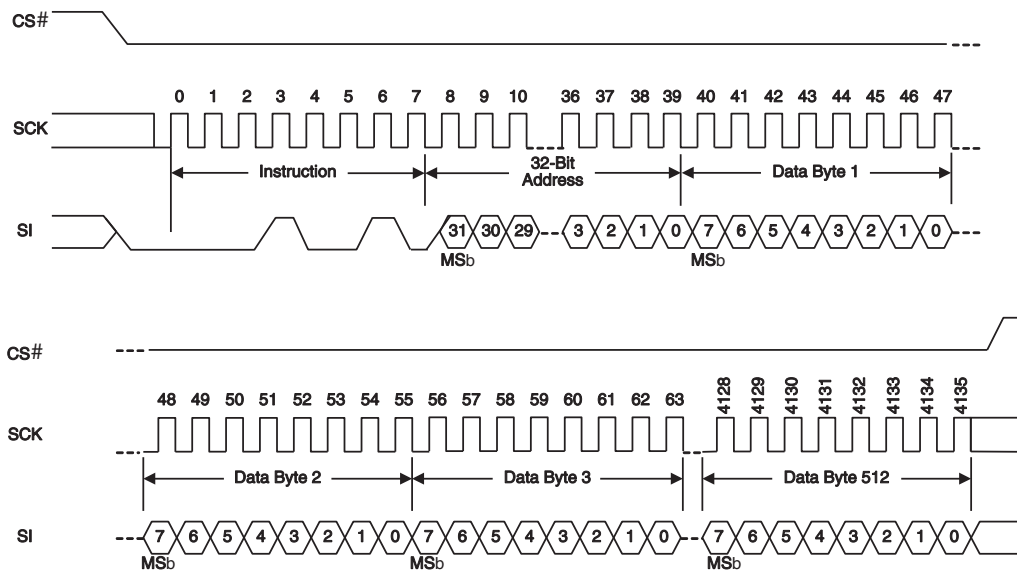 CS#
0 1 2 3 4 5 6 7 8 9 10 36 37 38 39 40 41 42 43 44 45 46 47
SCK
Instruction 32-Bit Address Data Byte 1
SI 31 30 29 3 2 1 0 7 6 5 4 3 2 1 0
MSb MSb
CS#
48 49 50 51 52 53 54 55 56 57 58 59 60 61 62 63 4128 4129 4130 4131 4132 4133 4134 4135
SCK
Data Byte 2 Data Byte 3 Data Byte 512
SI 7 6 5 4 3 2 1 0 7 6 5 4 3 2 1 0 7 6 5 4 3 2 1 0
MSb MSb MSb